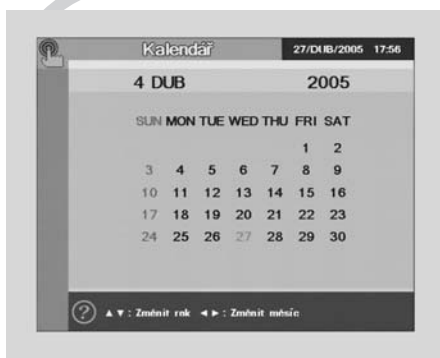 Kalendář 27/DUB/2005 17:56
4 DUB 2005
SUN MON TUE WED THU FRI SAT
1 2
3 4 5 6 7 8 9
10 11 12 13 14 15 16
17 18 19 20 21 22 23
24 25 26 27 28 29 30
? ▲ ▼ : Změnit rok ◄ ► : Změnit měsíc